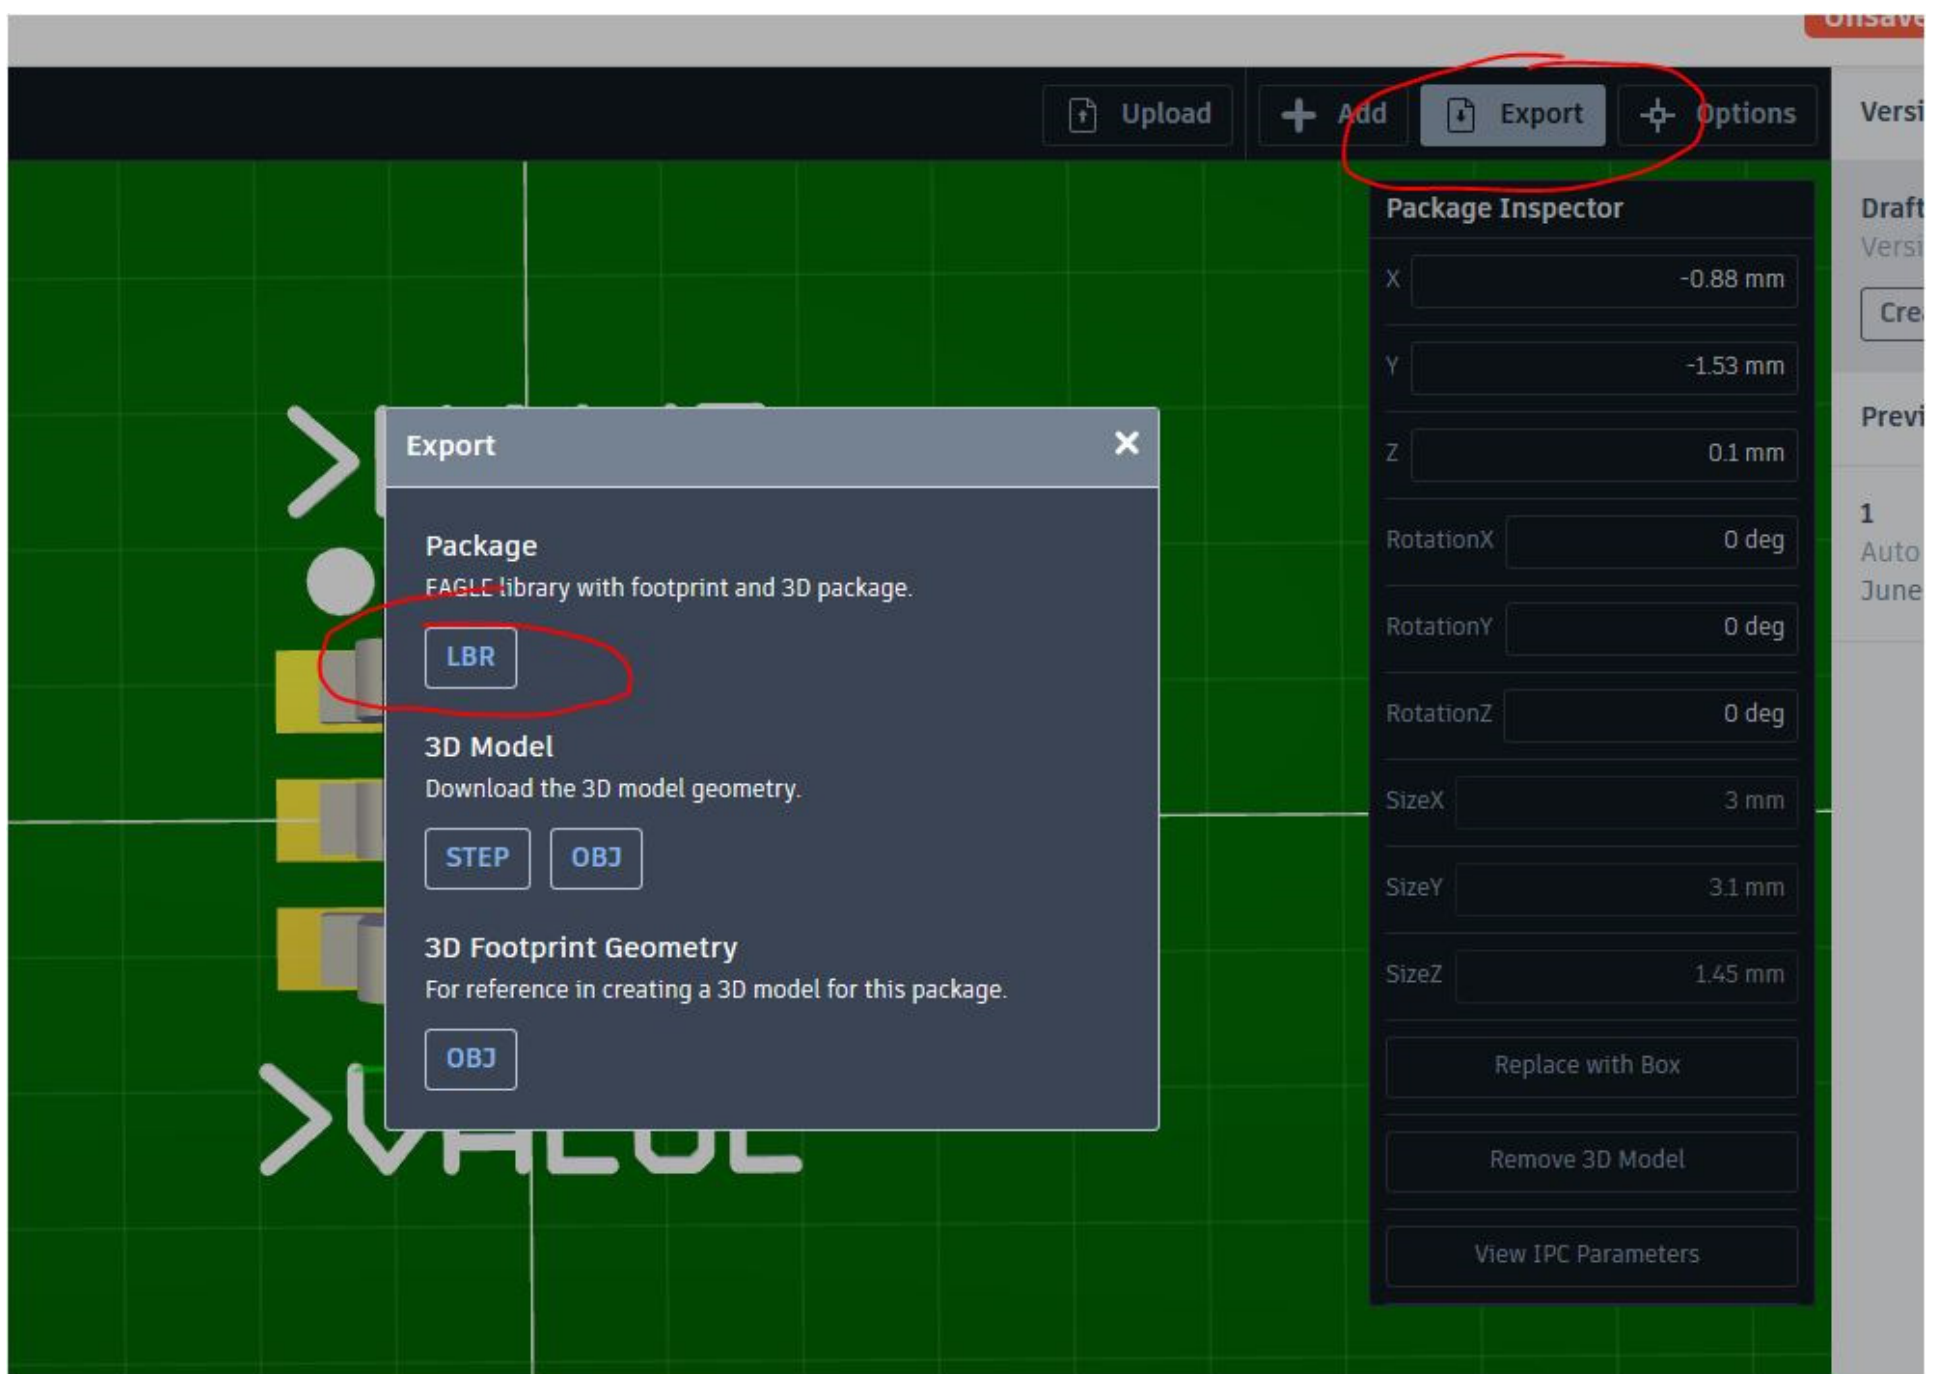 Unsave
Upload
Add
Export
Options
Versi
Package Inspector
Draft
Versi
X
-0.88 mm
Cre
Y
-1.53 mm
Previ
Export
Z
0.1 mm
1
Package
RotationX
0 deg
Auto
EAGLE library with footprint and 3D package.
June
RotationY
0 deg
LBR
RotationZ
0 deg
3D Model
Download the 3D model geometry.
SizeX
3 mm
STEP
OBJ
SizeY
3.1 mm
3D Footprint Geometry
For reference in creating a 3D model for this package.
SizeZ
1.45 mm
OBJ
Replace with Box
>VALUE
Remove 3D Model
View IPC Parameters